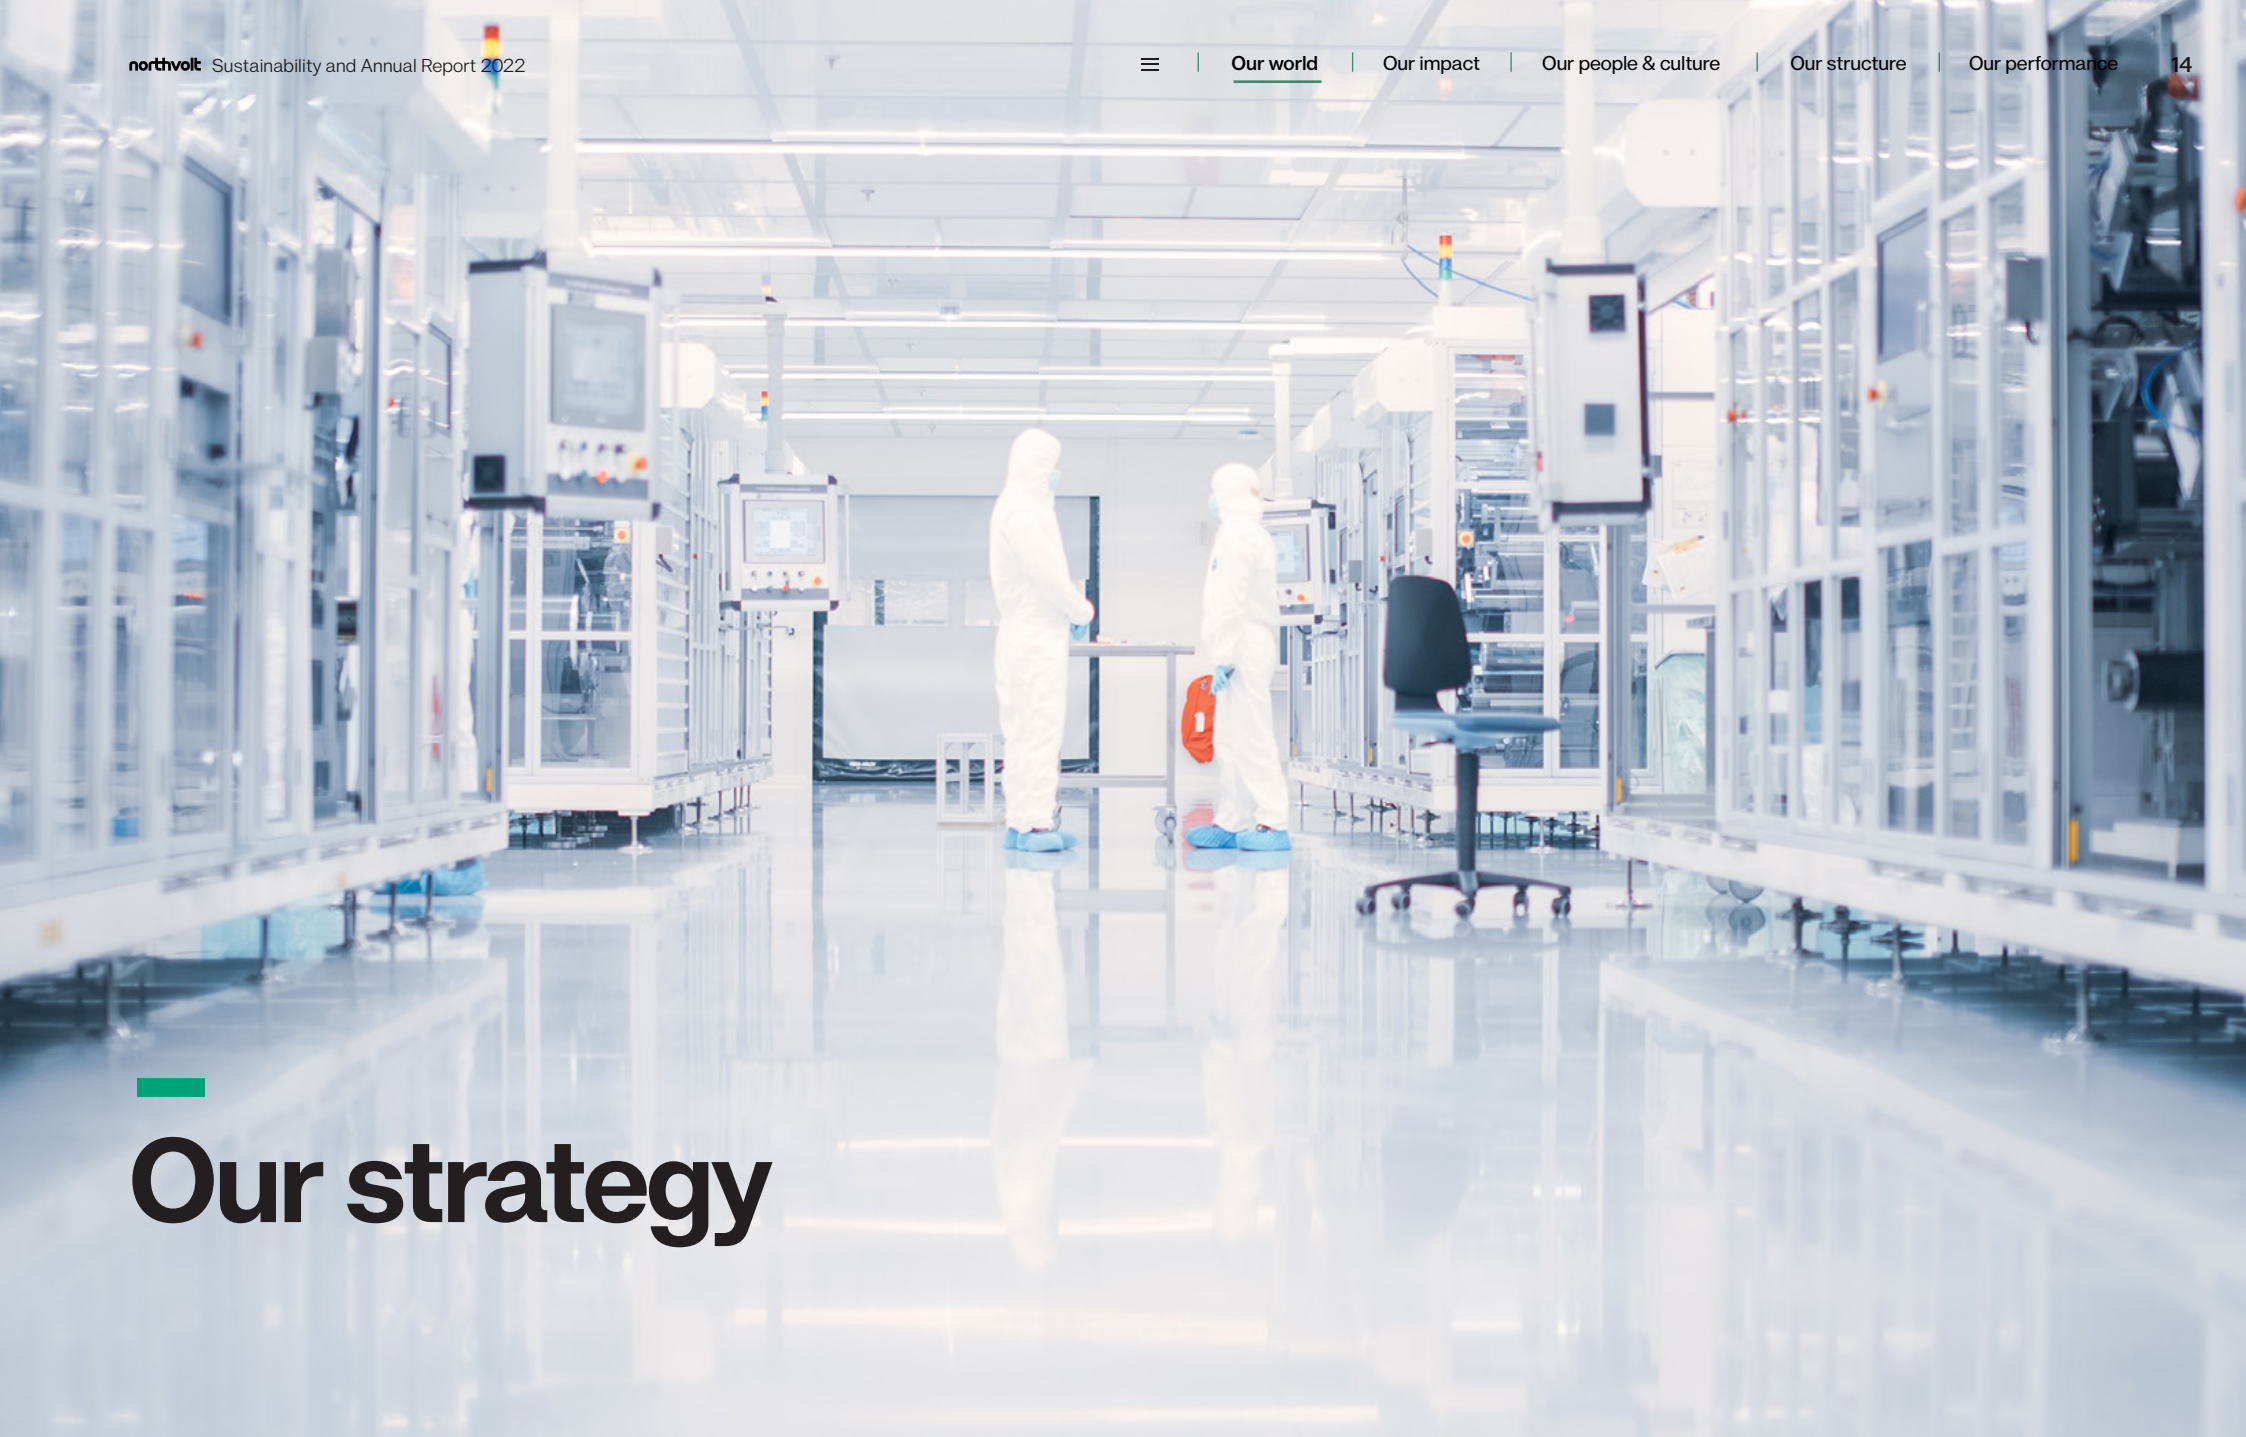 northvolt Sustainability and Annual Report 2022
Our world
Our impact
Our people & culture
Our structure
Our performance
14
Our strategy